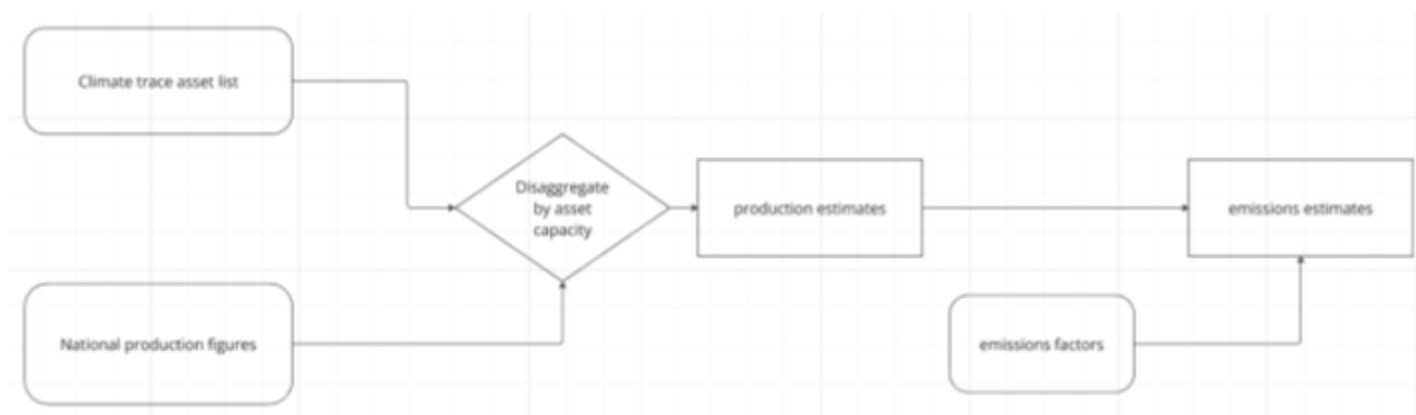 Climate trace asset list
Disaggregate
by asset
capacity
production estimates
emissions estimates
National production figures
emissions factors